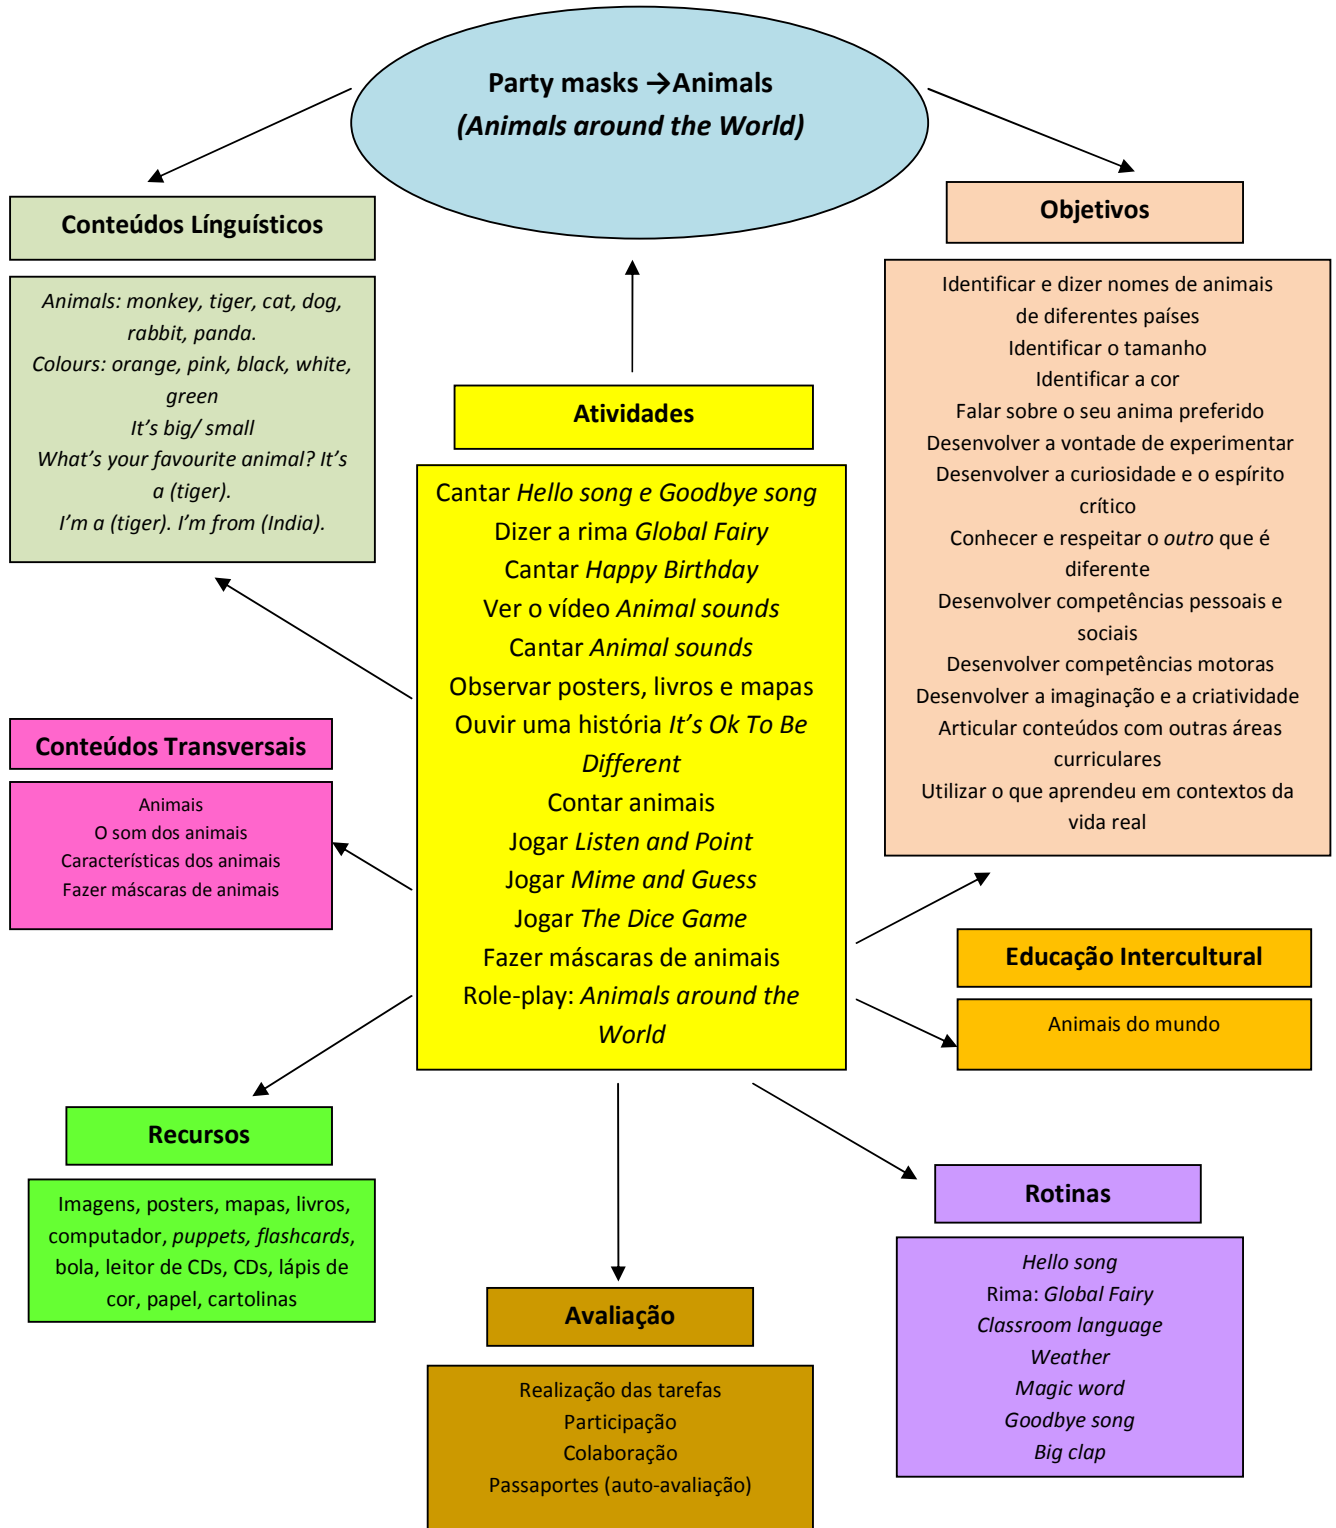 Party masks →Animals
(Animals around the World)
Conteúdos Línguísticos
Animals: monkey, tiger, cat, dog,
rabbit, panda.
Colours: orange, pink, black, white,
green
It's big/ small
What's your favourite animal? It's
a (tiger).
I'm a (tiger). I'm from (India).
Objetivos
Identificar e dizer nomes de animais
de diferentes países
Identificar o tamanho
Identificar a cor
Falar sobre o seu anima preferido
Desenvolver a vontade de experimentar
Desenvolver a curiosidade e o espírito
crítico
Conhecer e respeitar o outro que é
diferente
Desenvolver competências pessoais e
sociais
Desenvolver competências motoras
Desenvolver a imaginação e a criatividade
Articular conteúdos com outras áreas
curriculares
Utilizar o que aprendeu em contextos da
vida real
Atividades
Cantar Hello song e Goodbye song
Dizer a rima Global Fairy
Cantar Happy Birthday
Ver o vídeo Animal sounds
Cantar Animal sounds
Observar posters, livros e mapas
Ouvir uma história It's Ok To Be
Different
Contar animais
Jogar Listen and Point
Jogar Mime and Guess
Jogar The Dice Game
Fazer máscaras de animais
Role-play: Animals around the
World
Conteúdos Transversais
Animais
O som dos animais
Características dos animais
Fazer máscaras de animais
Educação Intercultural
Animais do mundo
Recursos
Imagens, posters, mapas, livros,
computador, puppets, flashcards,
bola, leitor de CDs, CDs, lápis de
cor, papel, cartolinas
Rotinas
Hello song
Rima: Global Fairy
Classroom language
Weather
Magic word
Goodbye song
Big clap
Avaliação
Realização das tarefas
Participação
Colaboração
Passaportes (auto-avaliação)